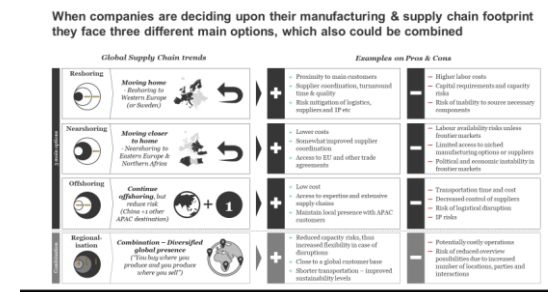 When companies are deciding upon their manufacturing & supply chain footprint
they face three different main options, which also could be combined
Global Supply Chain trends
Examples on Pros & Cons
Reshoring
Moving home
- Reshoring to
Western Europe
(or Sweden)
+ Proximity to main customers
+ Supplier coordination, turnaround
time & quality
+ Risk mitigation of logistics,
suppliers and IP etc
− Higher labor costs
− Capital requirements and capacity
risks
− Risk of inability to source necessary
components
Nearshoring
Moving closer
to home
- Nearshoring to
Eastern Europe &
Northern Africa
+ Lower costs
+ Somewhat improved supplier
coordination
+ Access to EU and other trade
agreements
− Labour availability risks unless
frontier markets
− Limited access to niched
manufacturing options or suppliers
− Political and economic instability in
frontier markets
Offshoring
Continue
offshoring, but
reduce risk
(China +1 other
APAC destination)
+ 1
+ Low cost
+ Access to expertise and extensive
supply chains
+ Maintain local presence with APAC
customers
− Transportation time and cost
− Decreased control of suppliers
− Risk of logistical disruption
− IP risks
Regional-
isation
Combination – Diversified
global presence
("You buy where you
produce and you produce
where you sell")
+ Reduced capacity risks, thus
increased flexibility in case of
disruptions
+ Close to a global customer base
+ Shorter transportation – improved
sustainability levels
− Potentially costly operations
− Risk of reduced overview
possibilities due to increased
number of locations, parties and
interactions